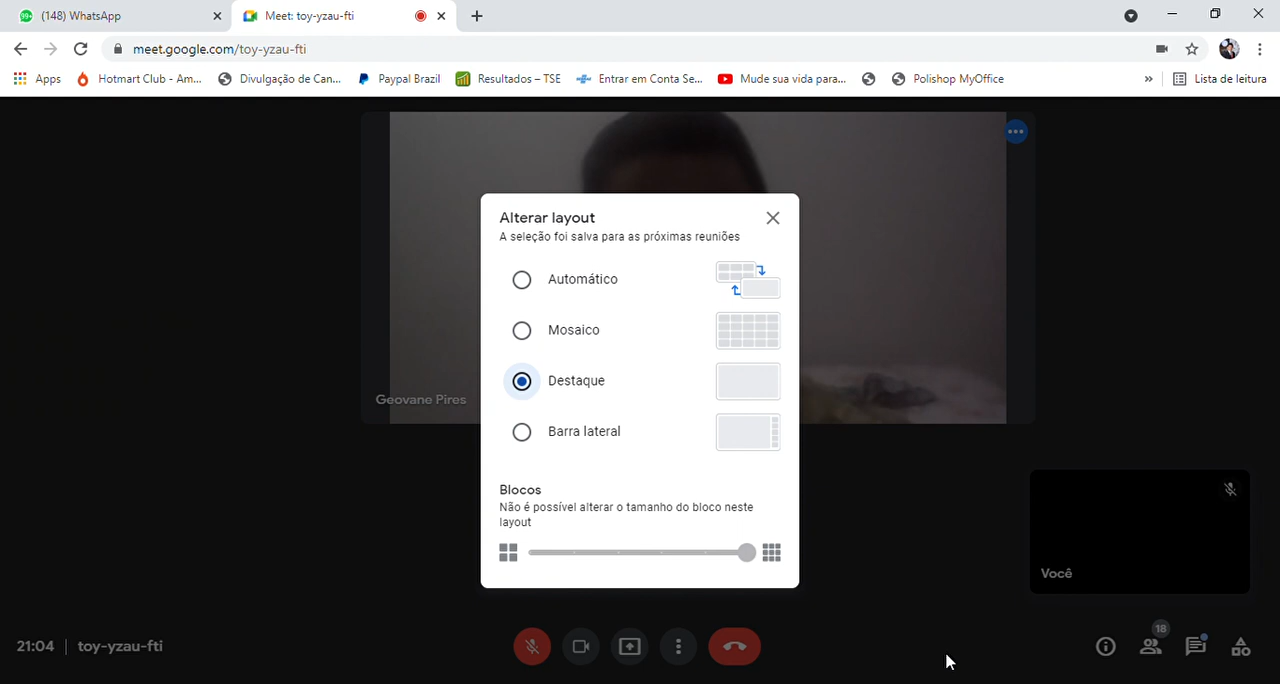 99+ (148) WhatsApp
Meet: toy-yzau-fti
meet.google.com/toy-yzau-fti
Apps
Hotmart Club - Am...
Divulgação de Can...
Paypal Brazil
Resultados – TSE
Entrar em Conta Se...
Mude sua vida para...
Polishop MyOffice
»
Lista de leitura
Alterar layout
A seleção foi salva para as próximas reuniões
Automático
Mosaico
Destaque
Barra lateral
Blocos
Não é possível alterar o tamanho do bloco neste
layout
Geovane Pires
Você
21:04 | toy-yzau-fti
18